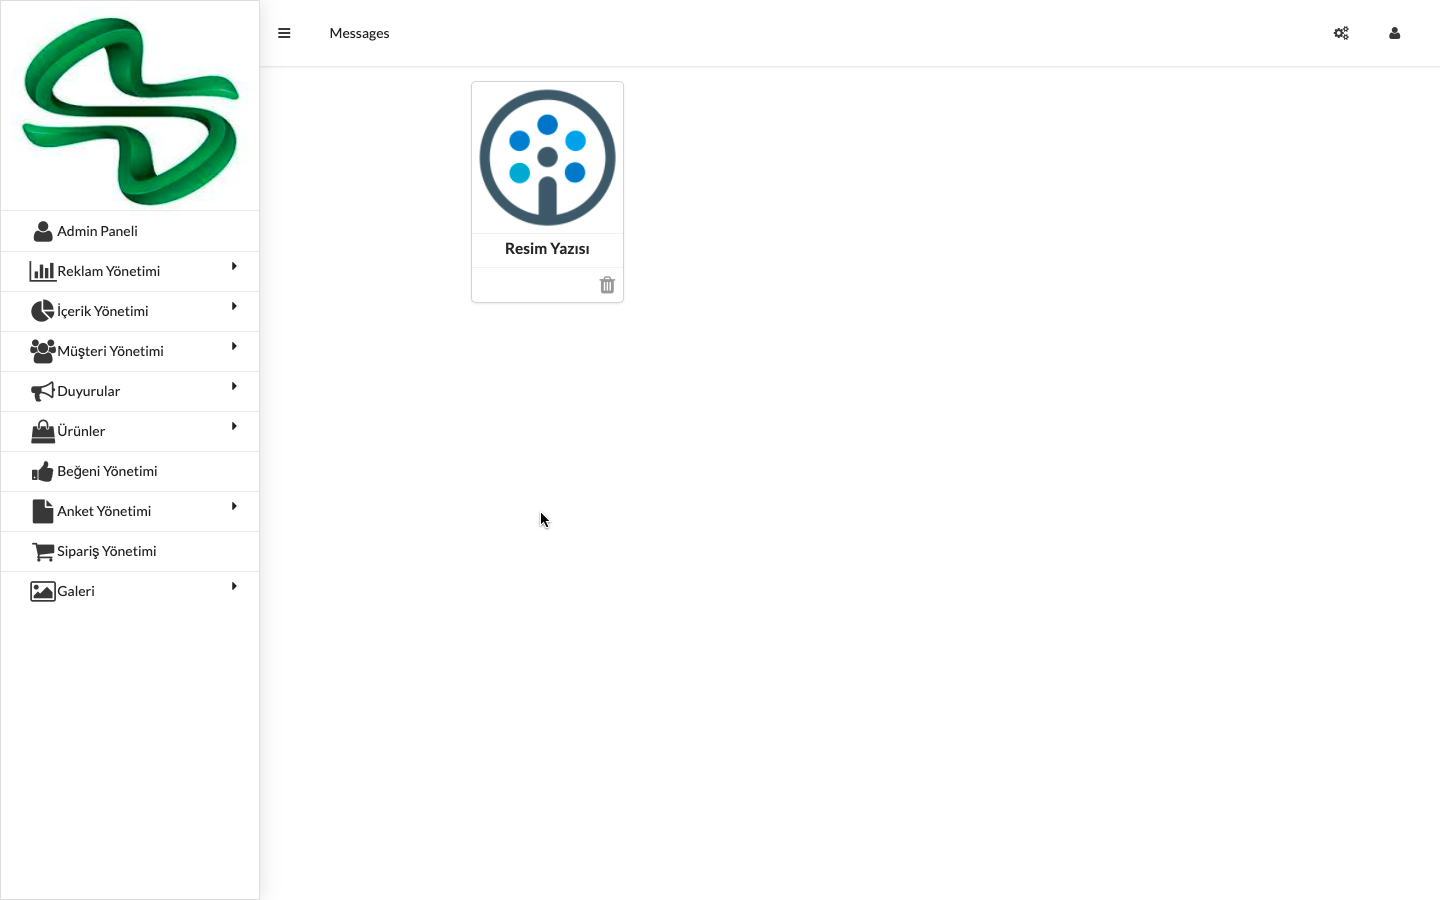 Messages
Admin Paneli
Reklam Yönetimi
İçerik Yönetimi
Müşteri Yönetimi
Duyurular
Ürünler
Beğeni Yönetimi
Anket Yönetimi
Sipariş Yönetimi
Galeri
Resim Yazısı